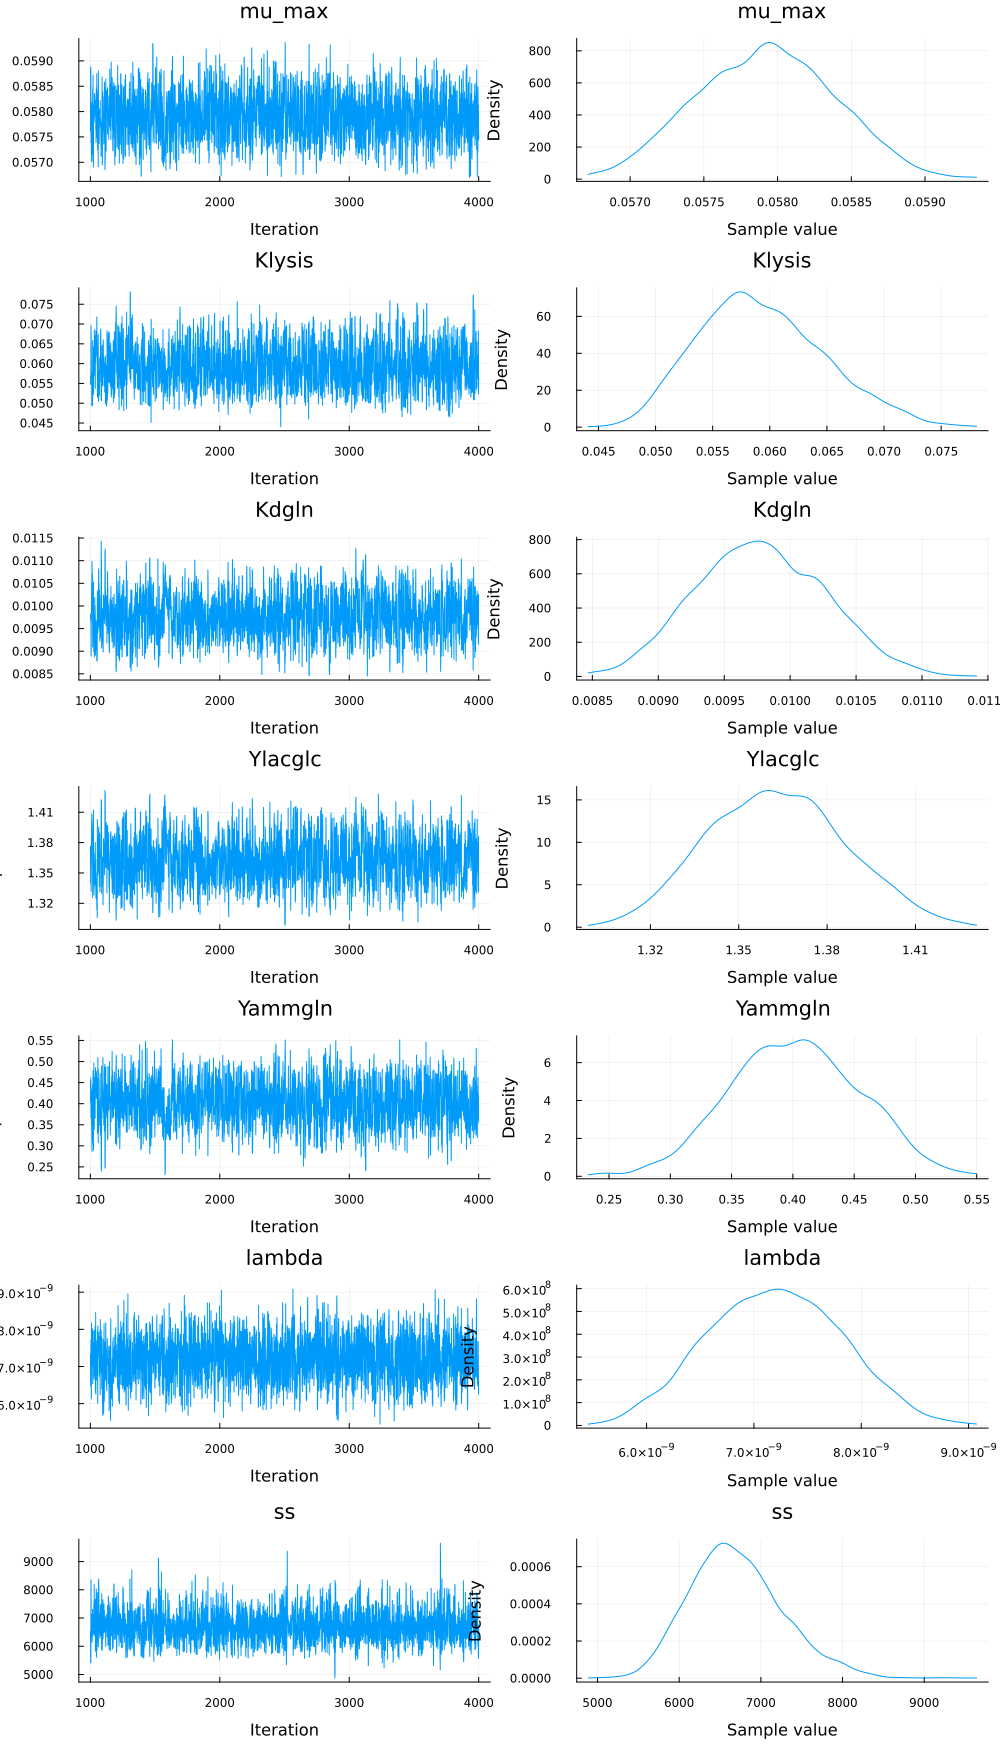 mu_max mu_max
0.0590
0.0585
0.0580
0.0575
0.0570
1000 2000 3000 4000
Iteration
Density
800
600
400
200
0
0.0570 0.0575 0.0580 0.0585 0.0590
Sample value
Klysis Klysis
0.075
0.070
0.065
0.060
0.055
0.050
0.045
1000 2000 3000 4000
Iteration
Density
60
40
20
0
0.045 0.050 0.055 0.060 0.065 0.070 0.075
Sample value
Kdgln Kdgln
0.0115
0.0110
0.0105
0.0100
0.0095
0.0090
0.0085
1000 2000 3000 4000
Iteration
Density
800
600
400
200
0
0.0085 0.0090 0.0095 0.0100 0.0105 0.0110 0.011
Sample value
Ylacglc Ylacglc
1.41
1.38
1.35
1.32
1000 2000 3000 4000
Iteration
Density
15
10
5
0
1.32 1.35 1.38 1.41
Sample value
Yammgln Yammgln
0.55
0.50
0.45
0.40
0.35
0.30
0.25
1000 2000 3000 4000
Iteration
Density
6
4
2
0
0.25 0.30 0.35 0.40 0.45 0.50 0.55
Sample value
lambda lambda
9.0×10⁻⁹
8.0×10⁻⁹
7.0×10⁻⁹
6.0×10⁻⁹
1000 2000 3000 4000
Iteration
Density
6.0×10⁸
5.0×10⁸
4.0×10⁸
3.0×10⁸
2.0×10⁸
1.0×10⁸
0
6.0×10⁻⁹ 7.0×10⁻⁹ 8.0×10⁻⁹ 9.0×10⁻⁹
Sample value
ss ss
9000
8000
7000
6000
5000
1000 2000 3000 4000
Iteration
Density
0.0006
0.0004
0.0002
0.0000
5000 6000 7000 8000 9000
Sample value